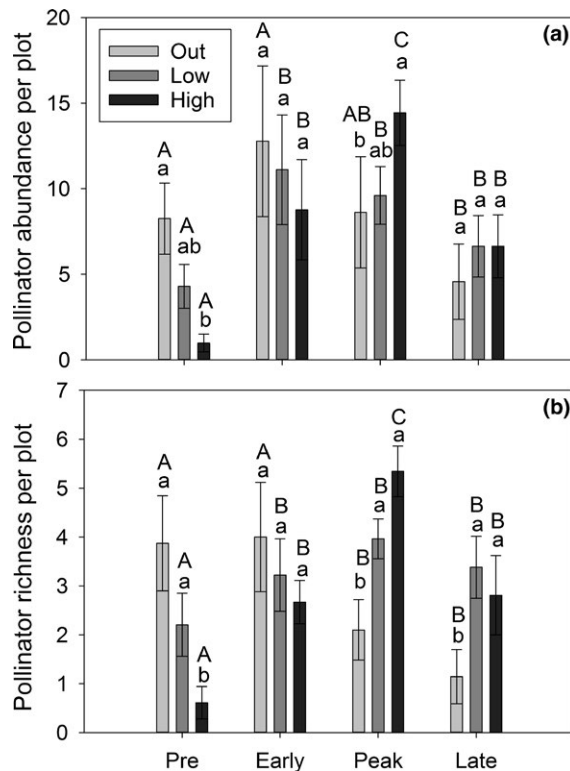 20
(a)
Out
Low
High
A A B C
a a a a
AB B
b ab
A
ab
B
a
A
b
B B B
a a a
15
10
5
0
Pollinator abundance per plot
7
(b)
6
5
4
3
2
1
0
Pollinator richness per plot
A
a
A
a
A
b
A
a
B
a
B
a
B
b
B
a
C
a
B
b
B
a
B
a
Pre Early Peak Late